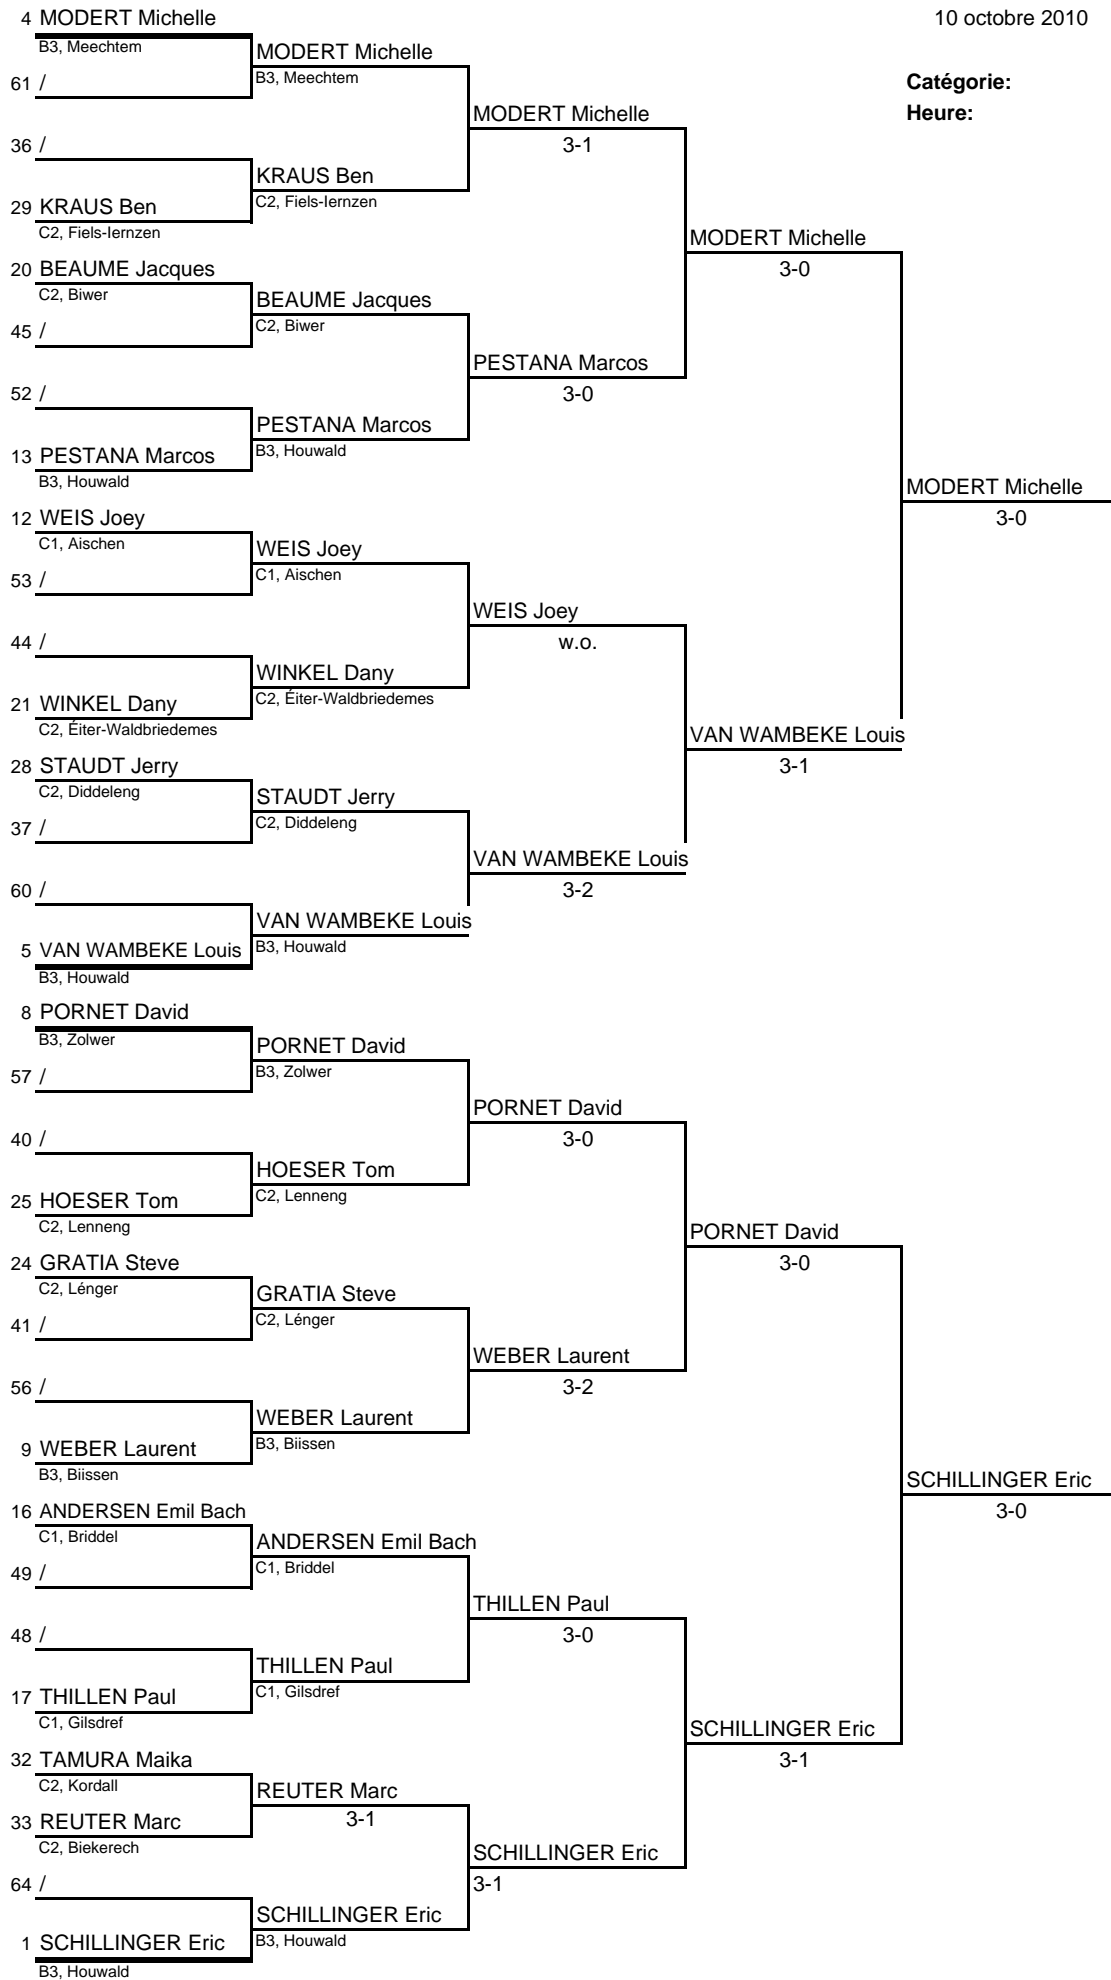 4 MODERT Michelle
10 octobre 2010
B3, Meechtem
MODERT Michelle
B3, Meechtem
61 /
Catégorie:
Heure:
MODERT Michelle
3-1
36 /
KRAUS Ben
C2, Fiels-Iernzen
29 KRAUS Ben
C2, Fiels-Iernzen
MODERT Michelle
3-0
20 BEAUME Jacques
C2, Biwer
BEAUME Jacques
C2, Biwer
45 /
PESTANA Marcos
3-0
52 /
PESTANA Marcos
B3, Houwald
13 PESTANA Marcos
B3, Houwald
MODERT Michelle
3-0
12 WEIS Joey
C1, Aischen
WEIS Joey
C1, Aischen
53 /
WEIS Joey
w.o.
44 /
WINKEL Dany
C2, Éiter-Waldbriedemes
21 WINKEL Dany
C2, Éiter-Waldbriedemes
VAN WAMBEKE Louis
3-1
28 STAUDT Jerry
C2, Diddeleng
STAUDT Jerry
C2, Diddeleng
37 /
VAN WAMBEKE Louis
3-2
60 /
VAN WAMBEKE Louis
B3, Houwald
5 VAN WAMBEKE Louis
B3, Houwald
8 PORNET David
B3, Zolwer
PORNET David
B3, Zolwer
57 /
PORNET David
3-0
40 /
HOESER Tom
C2, Lenneng
25 HOESER Tom
C2, Lenneng
PORNET David
3-0
24 GRATIA Steve
C2, Lénger
GRATIA Steve
C2, Lénger
41 /
WEBER Laurent
3-2
56 /
WEBER Laurent
B3, Biissen
9 WEBER Laurent
B3, Biissen
SCHILLINGER Eric
3-0
16 ANDERSEN Emil Bach
C1, Briddel
ANDERSEN Emil Bach
C1, Briddel
49 /
THILLEN Paul
3-0
48 /
THILLEN Paul
C1, Gilsdref
17 THILLEN Paul
C1, Gilsdref
SCHILLINGER Eric
3-1
32 TAMURA Maika
C2, Kordall
REUTER Marc
3-1
33 REUTER Marc
C2, Biekerech
SCHILLINGER Eric
3-1
64 /
SCHILLINGER Eric
B3, Houwald
1 SCHILLINGER Eric
B3, Houwald